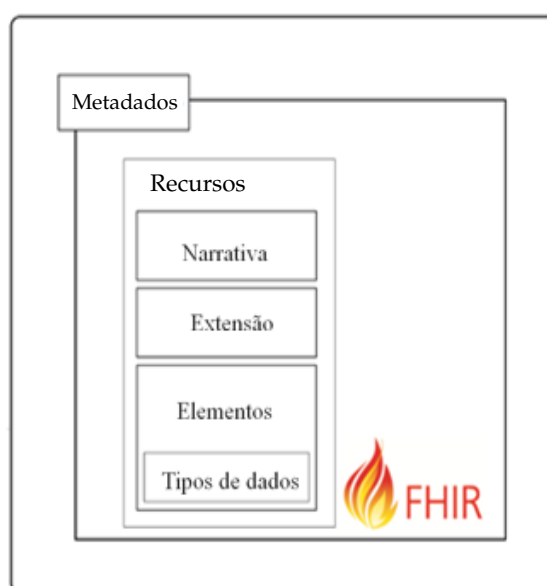 Metadados
Recursos
Narrativa
Extensão
Elementos
Tipos de dados
FHIR